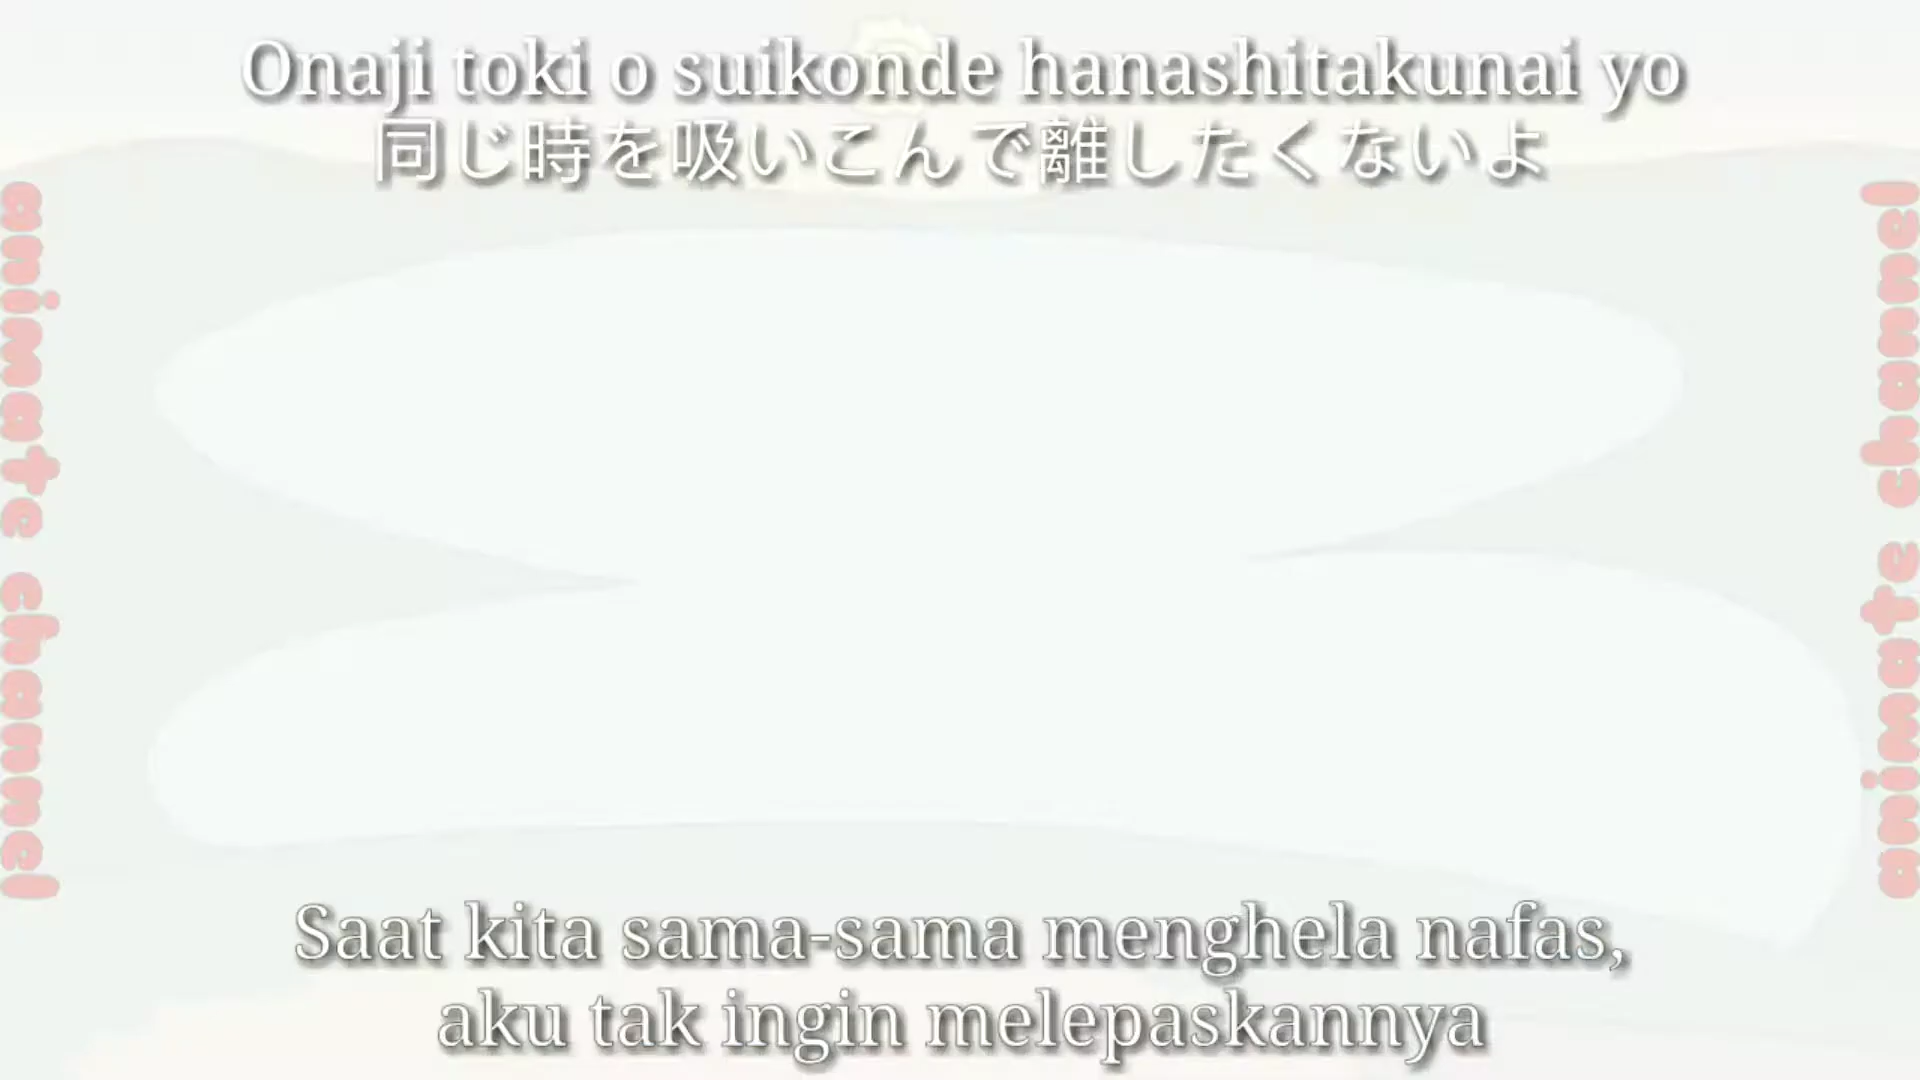 Onaji toki o suikonde hanashitakunai yo
同じ時を吸いこんで離したくないよ
animate channel
animate channel
Saat kita sama-sama menghela nafas,
aku tak ingin melepaskannya